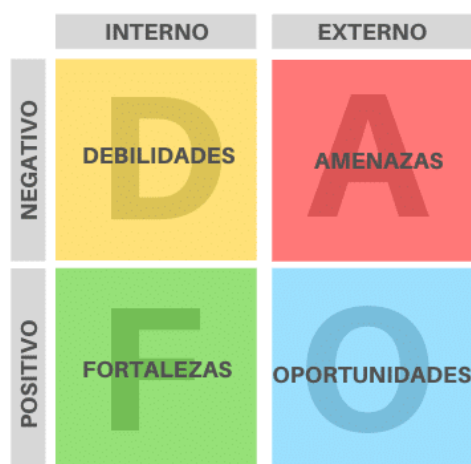 INTERNO
EXTERNO
NEGATIVO
D
DEBILIDADES
A
AMENAZAS
POSITIVO
F
FORTALEZAS
O
OPORTUNIDADES